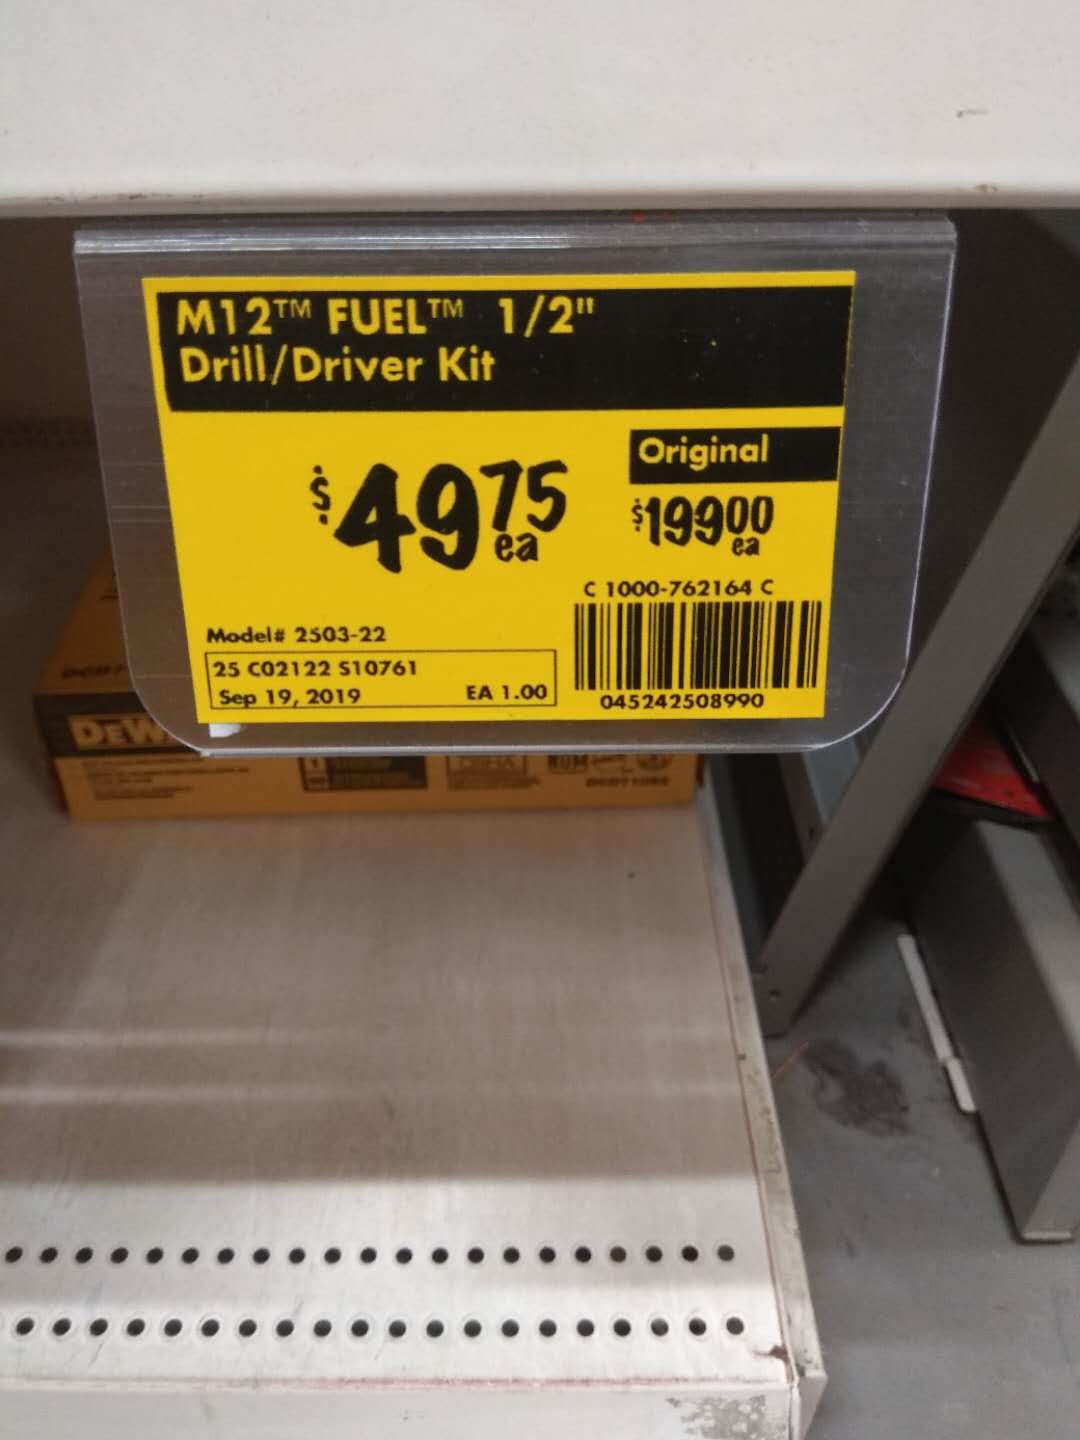 M12™ FUEL™ 1/2"
Drill/Driver Kit
$49 75 ea
Original
$199 00 ea
C 1000-762164 C
Model# 2503-22
25 C02122 S10761
Sep 19, 2019 EA 1.00
045242508990
DEW